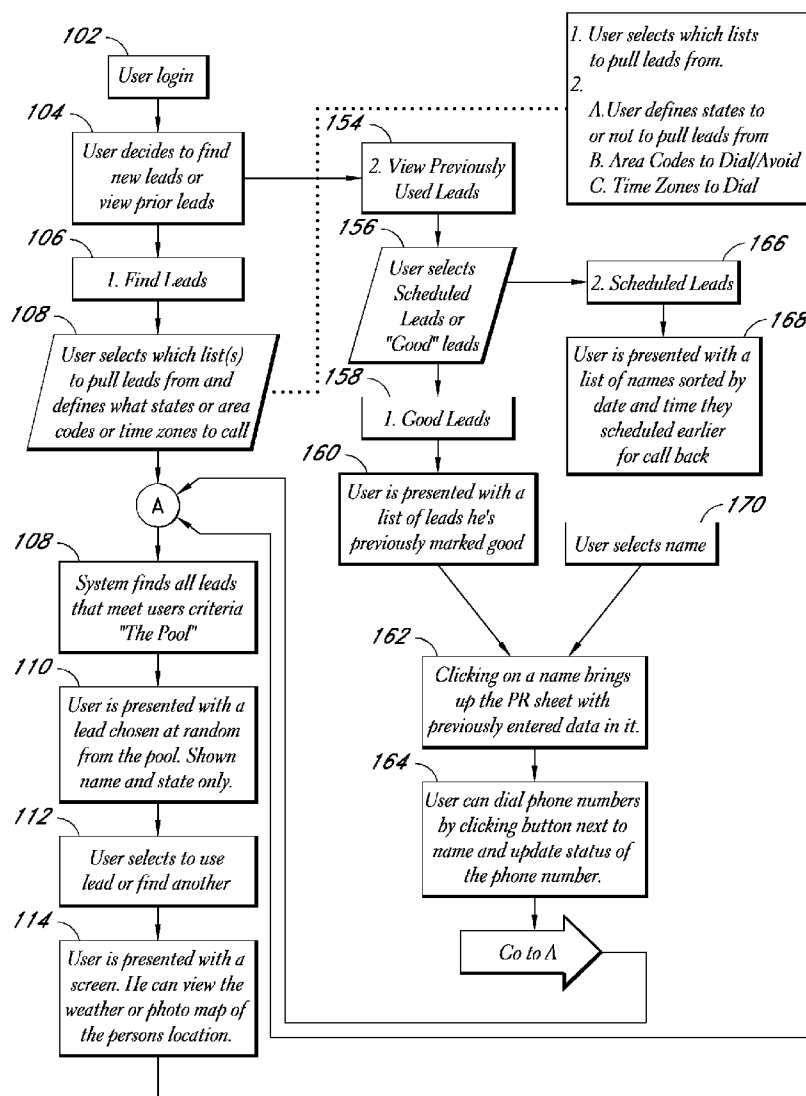 102
User login
104
User decides to find
new leads or
view prior leads
106
1. Find Leads
108
User selects which list(s)
to pull leads from and
defines what states or area
codes or time zones to call
A
108
System finds all leads
that meet users criteria
"The Pool"
110
User is presented with a
lead chosen at random
from the pool. Shown
name and state only.
112
User selects to use
lead or find another
114
User is presented with a
screen. He can view the
weather or photo map of
the persons location.
154
2. View Previously
Used Leads
156
User selects
Scheduled
Leads or
"Good" leads
158
1. Good Leads
160
User is presented with a
list of leads he's
previously marked good
162
Clicking on a name brings
up the PR sheet with
previously entered data in it.
164
User can dial phone numbers
by clicking button next to
name and update status of
the phone number.
Go to A
1. User selects which lists
to pull leads from.
2.
A. User defines states to
or not to pull leads from
B. Area Codes to Dial/Avoid
C. Time Zones to Dial
166
2. Scheduled Leads
168
User is presented with a
list of names sorted by
date and time they
scheduled earlier
for call back
170
User selects name